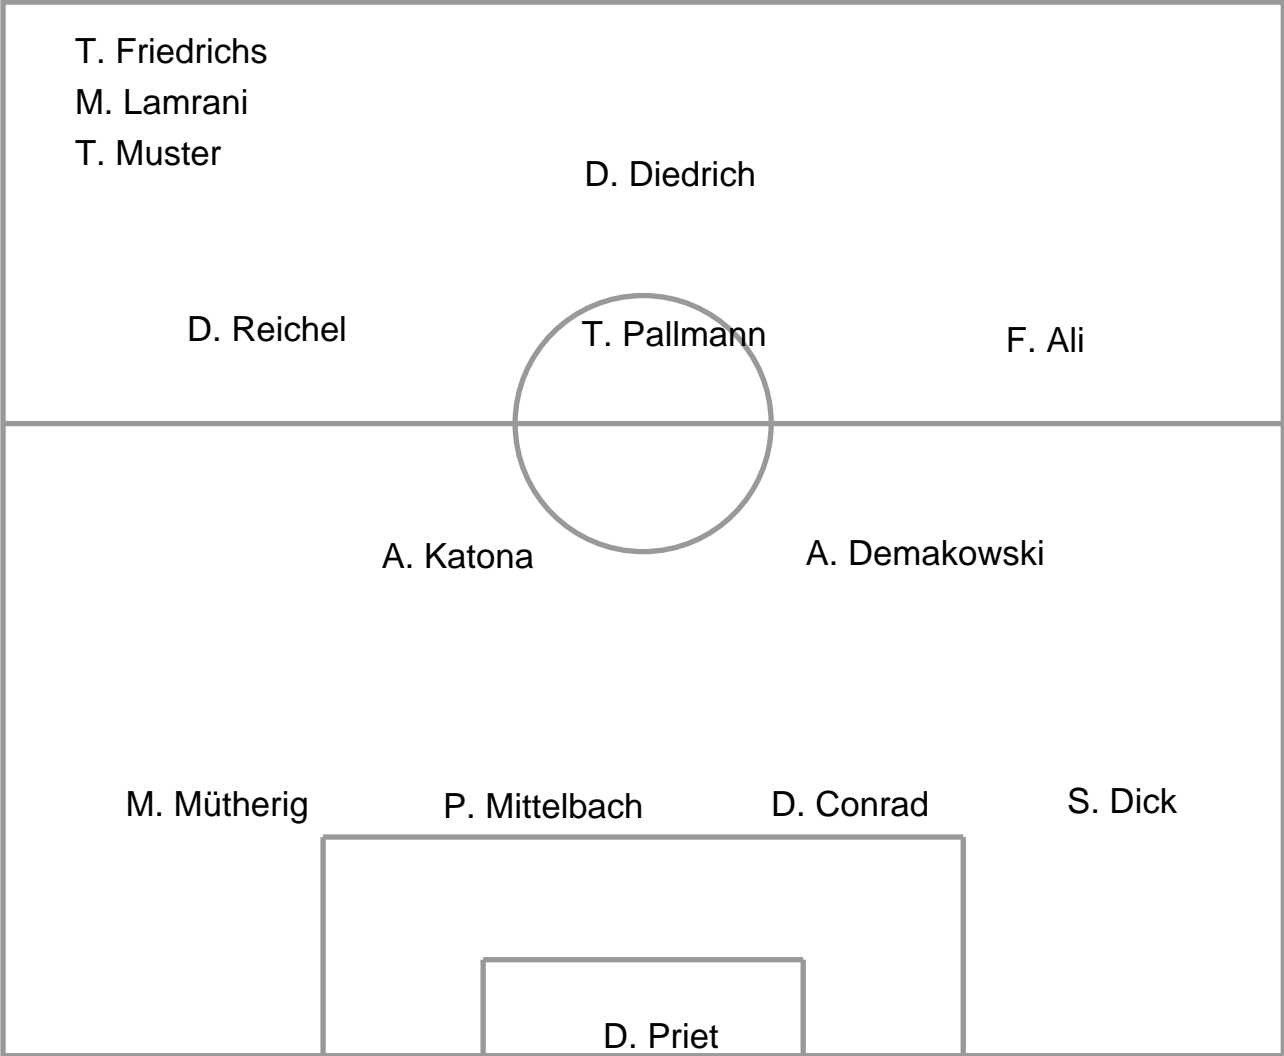 T. Friedrichs
M. Lamrani
T. Muster
D. Diedrich
D. Reichel
T. Pallmann
F. Ali
A. Katona
A. Demakowski
M. Mütherig
P. Mittelbach
D. Conrad
S. Dick
D. Priet